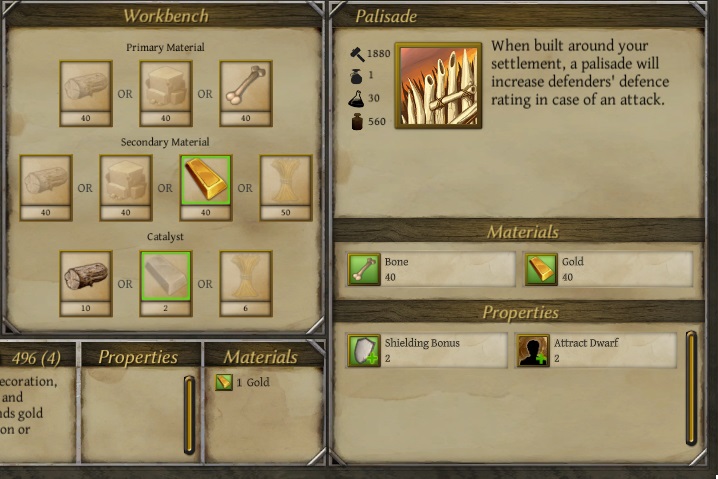 Workbench
Primary Material
40 OR 40 OR 40
Secondary Material
40 OR 40 OR 40 OR 50
Catalyst
10 OR 2 OR 6
496 (4)
ecoration,
and
nds gold
on or
Properties
Materials
1 Gold
Palisade
1880
1
30
560
When built around your
settlement, a palisade will
increase defenders' defence
rating in case of an attack.
Materials
Bone
40
Gold
40
Properties
Shielding Bonus
2
Attract Dwarf
2